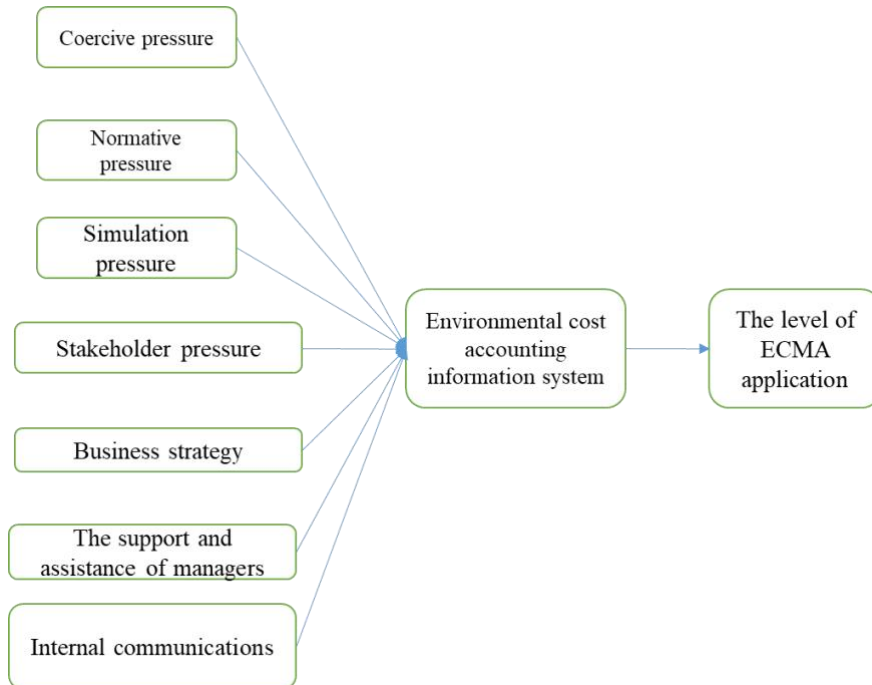 Coercive pressure
Normative
pressure
Simulation
pressure
Stakeholder pressure
Business strategy
The support and
assistance of managers
Internal communications
Environmental cost
accounting
information system
The level of
ECMA
application